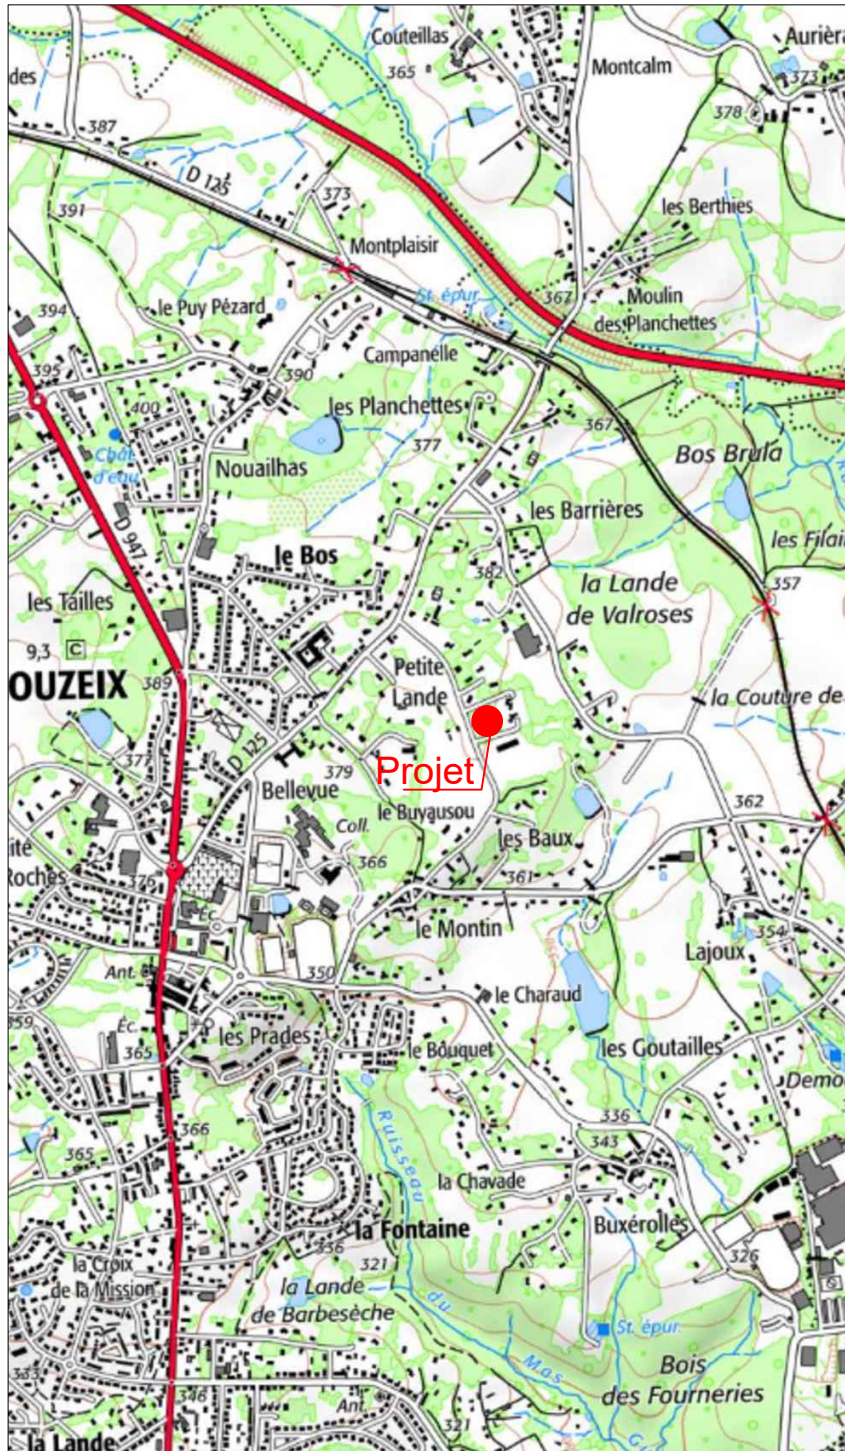 Couteillas
365
Montcalm
Aurièra
373
378
des
387
D 125
373
391
les Berthies
Montplaisir
St. épur.
367
Moulin
des Planchettes
le Puy Pézard
394
395
Campanelle
390
400
les Planchettes
377
367
Chât.
d'eau
Nouailhas
Bos Brula
D 947
les Barrières
les Filai
le Bos
382
la Lande
de Valroses
357
les Tailles
9,3
C
OUZEIX
389
Petite
Lande
la Couture de
377
D 125
379
Projet
Bellevue
le Buyausou
Coll.
362
les Baux
ité
Roches
376
366
361
Éc.
le Montin
354
Lajoux
Ant.
350
le Charaud
359
Éc.
les Prades
365
le Bouquet
les Goutailles
Demo
336
366
343
365
Ruisseau
la Chavade
Buxérolles
la Fontaine
336
326
la Croix
de la Mission
321
la Lande
de Barbesèche
du
St. épur.
Mas
Bois
des Fourneries
333
346
Ant.
321
Gr
la Lande